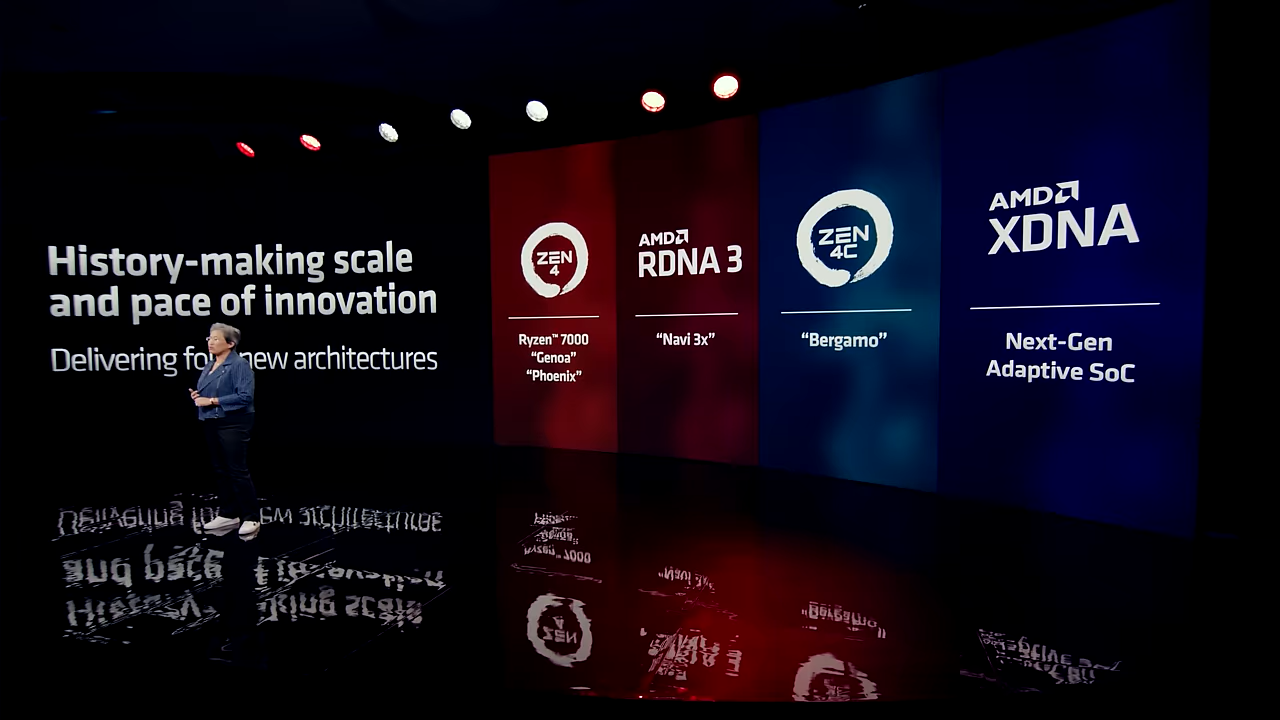 History-making scale
and pace of innovation
Delivering fo new architectures
ZEN
4
Ryzen™ 7000
“Genoa”
“Phoenix”
AMD
RDNA 3
“Navi 3x”
ZEN
4C
“Bergamo”
AMD
XDNA
Next-Gen
Adaptive SoC